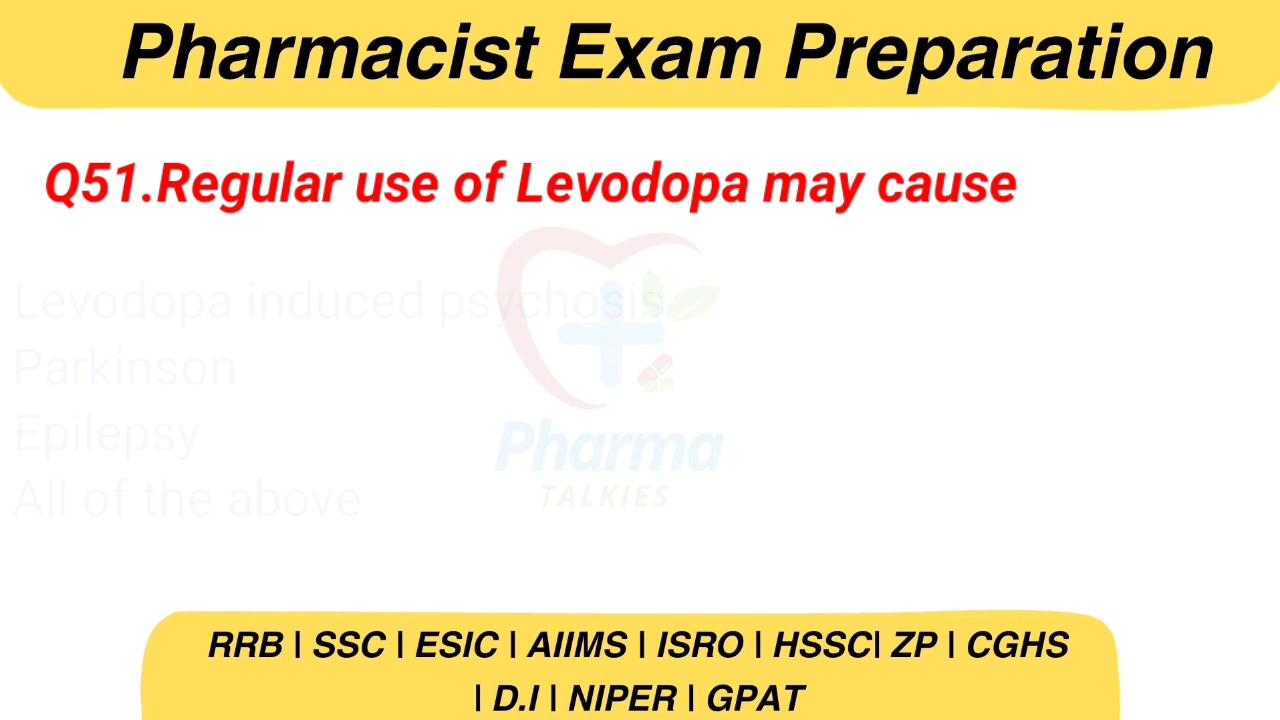 Pharmacist Exam Preparation
Q51.Regular use of Levodopa may cause
Levodopa induced psychosis
Parkinson
Epilepsy
All of the above
Pharma
TALKIES
RRB | SSC | ESIC | AIIMS | ISRO | HSSC| ZP | CGHS
| D.I | NIPER | GPAT